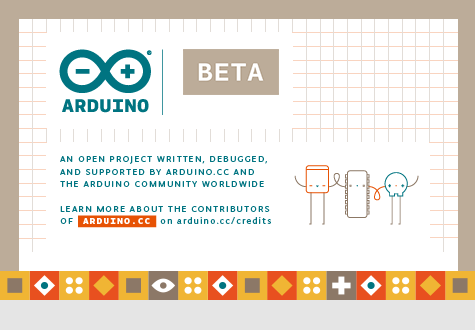 ARDUINO
BETA
AN OPEN PROJECT WRITTEN, DEBUGGED,
AND SUPPORTED BY ARDUINO.CC AND
THE ARDUINO COMMUNITY WORLDWIDE
LEARN MORE ABOUT THE CONTRIBUTORS
OF ARDUINO.CC on arduino.cc/credits